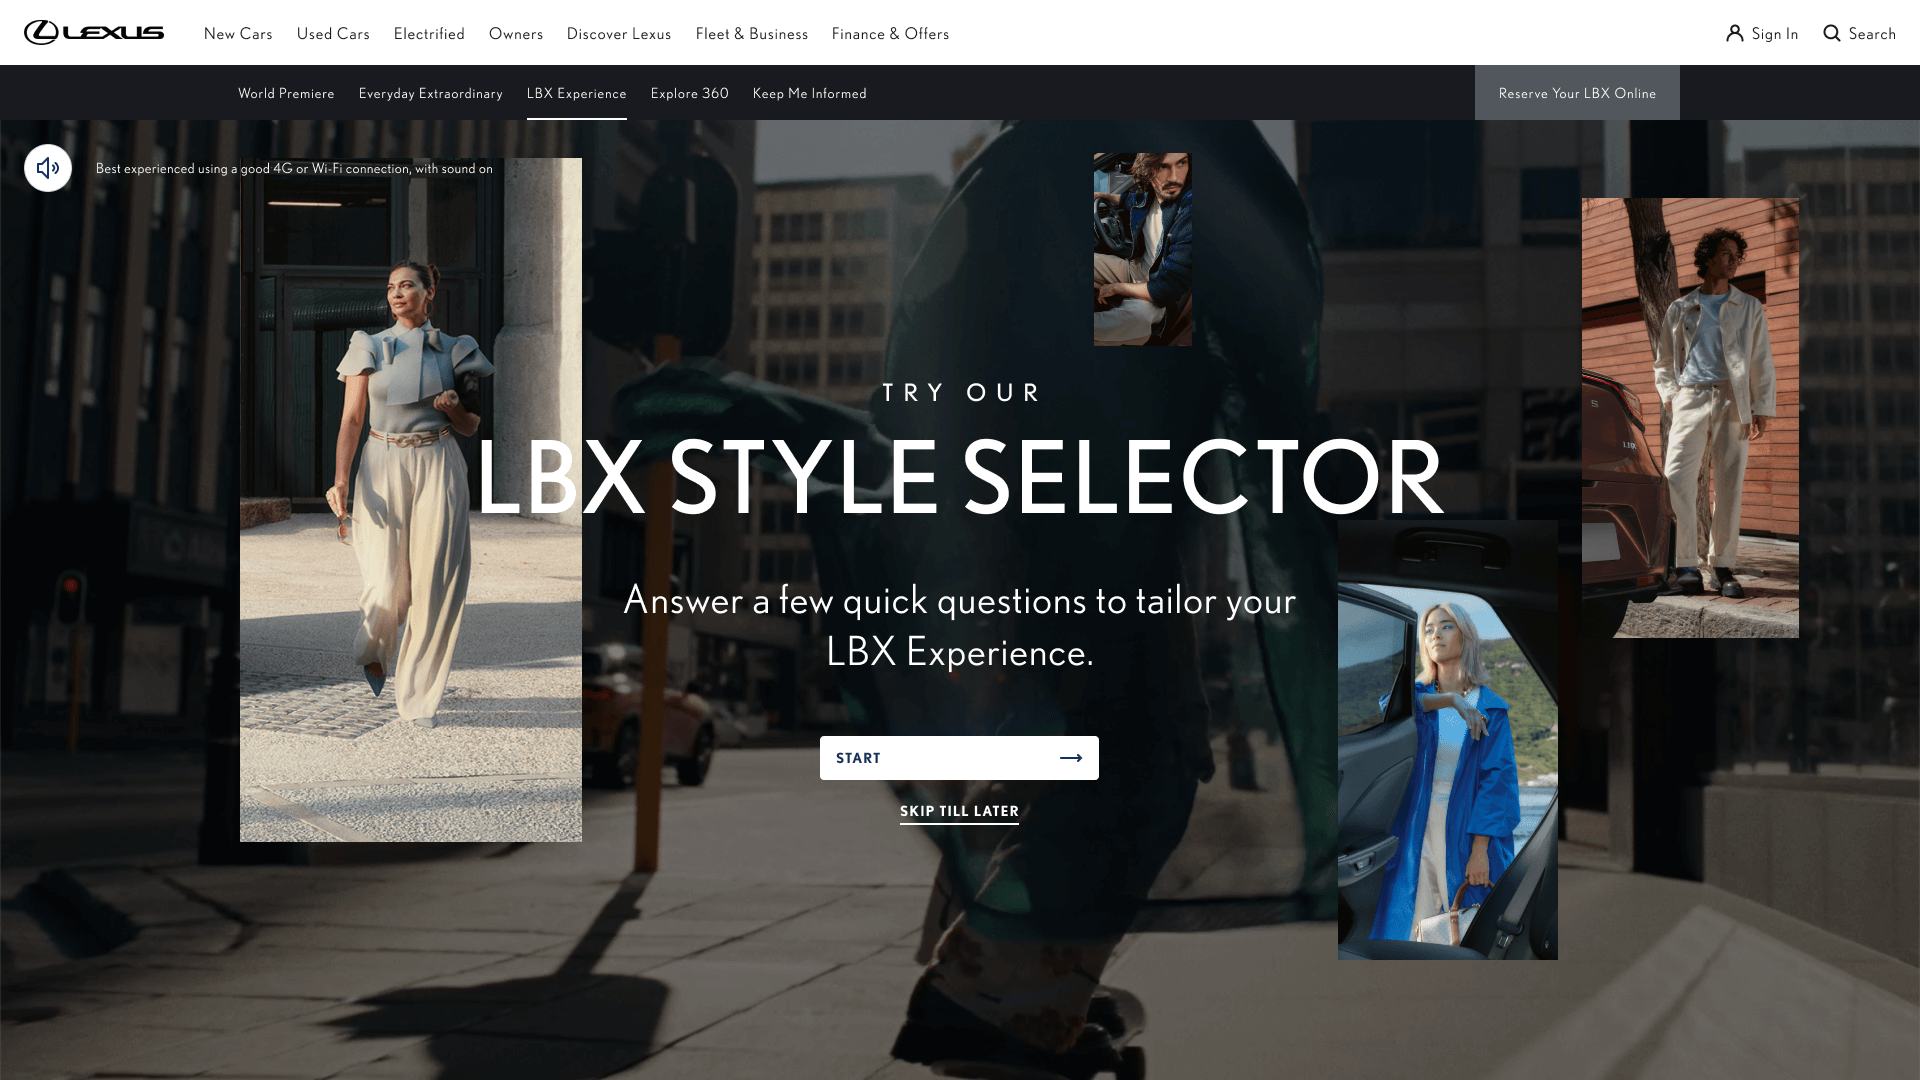 LEXUS
New Cars
Used Cars
Electrified
Owners
Discover Lexus
Fleet & Business
Finance & Offers
Sign In
Search
World Premiere
Everyday Extraordinary
LBX Experience
Explore 360
Keep Me Informed
Reserve Your LBX Online
Best experienced using a good 4G or Wi-Fi connection, with sound on
TRY OUR
LBX STYLE SELECTOR
Answer a few quick questions to tailor your
LBX Experience.
START
SKIP TILL LATER
S
LBX